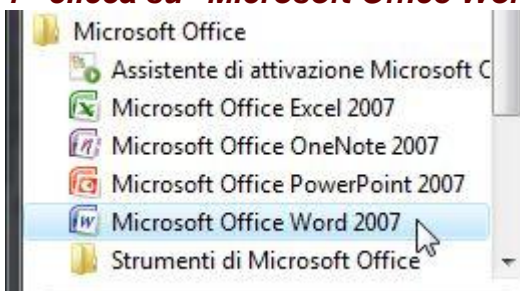 clicca su "Microsoft Office Wor
Microsoft Office
Assistente di attivazione Microsoft C
Microsoft Office Excel 2007
Microsoft Office OneNote 2007
Microsoft Office PowerPoint 2007
Microsoft Office Word 2007
Strumenti di Microsoft Office